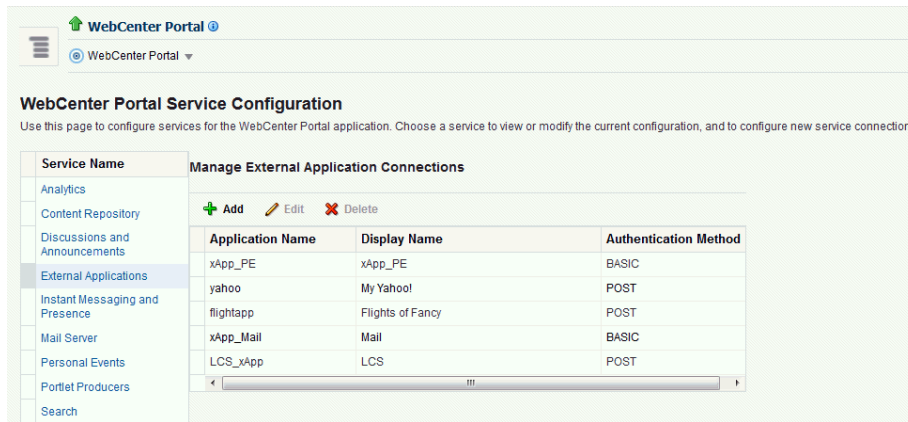 WebCenter Portal
WebCenter Portal
WebCenter Portal Service Configuration
Use this page to configure services for the WebCenter Portal application. Choose a service to view or modify the current configuration, and to configure new service connection
Service Name
Analytics
Content Repository
Discussions and
Announcements
External Applications
Instant Messaging and
Presence
Mail Server
Personal Events
Portlet Producers
Search
Manage External Application Connections
Add Edit Delete
Application Name Display Name Authentication Method
xApp_PE xApp_PE BASIC
yahoo My Yahoo! POST
flightapp Flights of Fancy POST
xApp_Mail Mail BASIC
LCS_xApp LCS POST